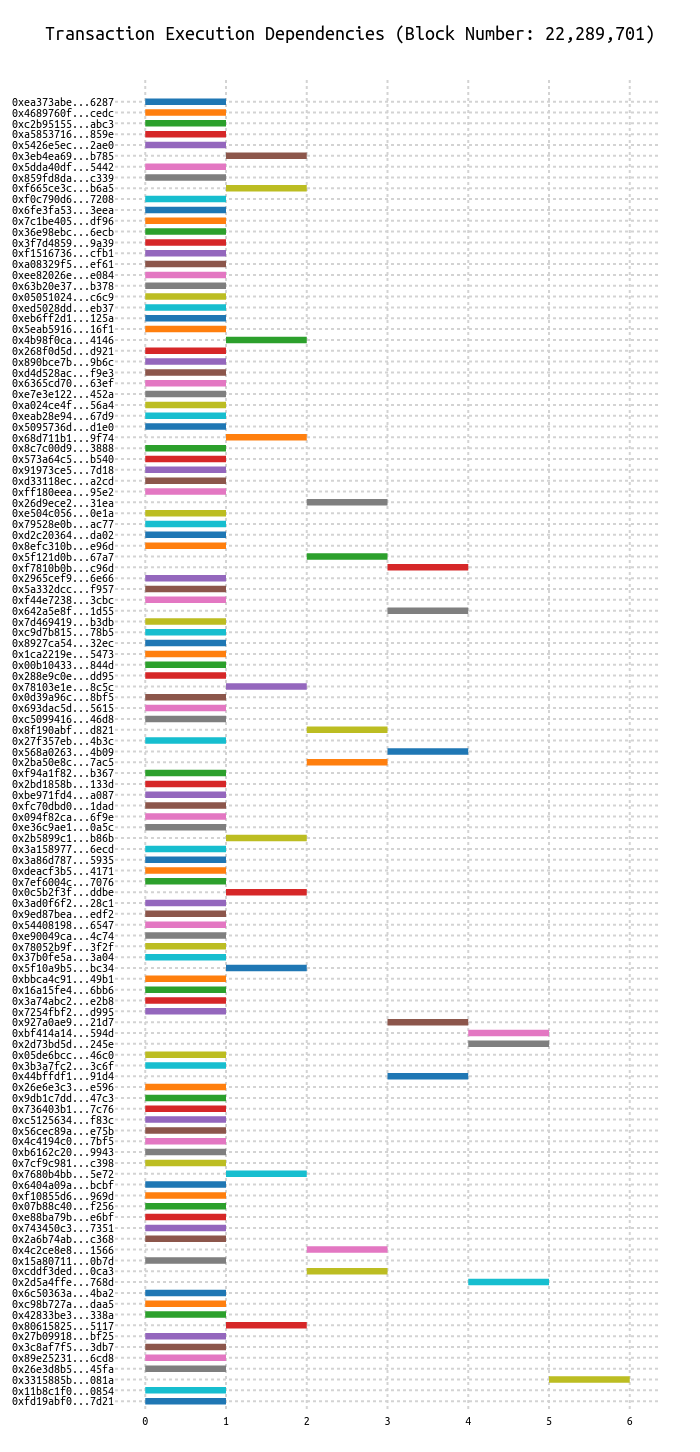 Transaction Execution Dependencies (Block Number: 22,289,701)
0xea373abe...6287
0x4689760f...cedc
0xc2b95155...abc3
0xa5853716...859e
0x5426e5ec...2ae0
0x3eb4ea69...b785
0x5dda40df...5442
0x859fd8da...c339
0xf665ce3c...b6a5
0xf0c790d6...7208
0x6fe3fa53...3eea
0x7c1be405...df96
0x36e98ebc...6ecb
0x3f7d4859...9a39
0xf1516736...cfb1
0xa08329f5...ef61
0xee82026e...e084
0x63b20e37...b378
0x05051024...c6c9
0xed5028dd...eb37
0xeb6ff2d1...125a
0x5eab5916...16f1
0x4b98f0ca...4146
0x268f0d5d...d921
0x890bce7b...9b6c
0xd4d528ac...f9e3
0x6365cd70...63ef
0xe7e3e122...452a
0xa024ce4f...56a4
0xeab28e94...67d9
0x5095736d...d1e0
0x68d711b1...9f74
0x8c7c00d9...3888
0x573a64c5...b540
0x91973ce5...7d18
0xd33118ec...a2cd
0xff180eea...95e2
0x26d9ece2...31ea
0xe504c056...0e1a
0x79528e0b...ac77
0xd2c20364...da02
0x8efc310b...e96d
0x5f121d0b...67a7
0xf7810b0b...c96d
0x2965cef9...6e66
0x5a332dcc...f957
0xf44e7238...3cbc
0x642a5e8f...1d55
0x7d469419...b3db
0xc9d7b815...78b5
0x8927ca54...32ec
0x1ca2219e...5473
0x00b10433...844d
0x288e9c0e...dd95
0x78103e1e...8c5c
0x0d39a96c...8bf5
0x693dac5d...5615
0xc5099416...46d8
0x8f190abf...d821
0x27f357eb...4b3c
0x568a0263...4b09
0x2ba50e8c...7ac5
0xf94a1f82...b367
0x2bd1858b...133d
0xbe971fd4...a087
0xfc70dbd0...1dad
0x094f82ca...6f9e
0xe36c9ae1...0a5c
0x2b5899c1...b86b
0x3a158977...6ecd
0x3a86d787...5935
0xdeacf3b5...4171
0x7ef6004c...7076
0x0c5b2f3f...ddbe
0x3ad0f6f2...28c1
0x9ed87bea...edf2
0x54408198...6547
0xe90049ca...4c74
0x78052b9f...3f2f
0x37b0fe5a...3a04
0x5f10a9b5...bc34
0xbbca4c91...49b1
0x16a15fe4...6bb6
0x3a74abc2...e2b8
0x7254fbf2...d995
0x927a0ae9...21d7
0xbf414a14...594d
0x2d73bd5d...245e
0x05de6bcc...46c0
0x3b3a7fc2...3c6f
0x44bffdf1...91d4
0x26e6e3c3...e596
0x9db1c7dd...47c3
0x736403b1...7c76
0xc5125634...f83c
0x56cec89a...e75b
0x4c4194c0...7bf5
0xb6162c20...9943
0x7cf9c981...c398
0x7680b4bb...5e72
0x6404a09a...bcbf
0xf10855d6...969d
0x07b88c40...f256
0xe88ba79b...e6bf
0x743450c3...7351
0x2a6b74ab...c368
0x4c2ce8e8...1566
0x15a80711...0b7d
0xcddf3ded...0ca3
0x2d5a4ffe...768d
0x6c50363a...4ba2
0xc98b727a...daa5
0x42833be3...338a
0x80615825...5117
0x27b09918...bf25
0x3c8af7f5...3db7
0x89e25231...6cd8
0x26e3d8b5...45fa
0x3315885b...081a
0x11b8c1f0...0854
0xfd19abf0...7d21
0 1 2 3 4 5 6